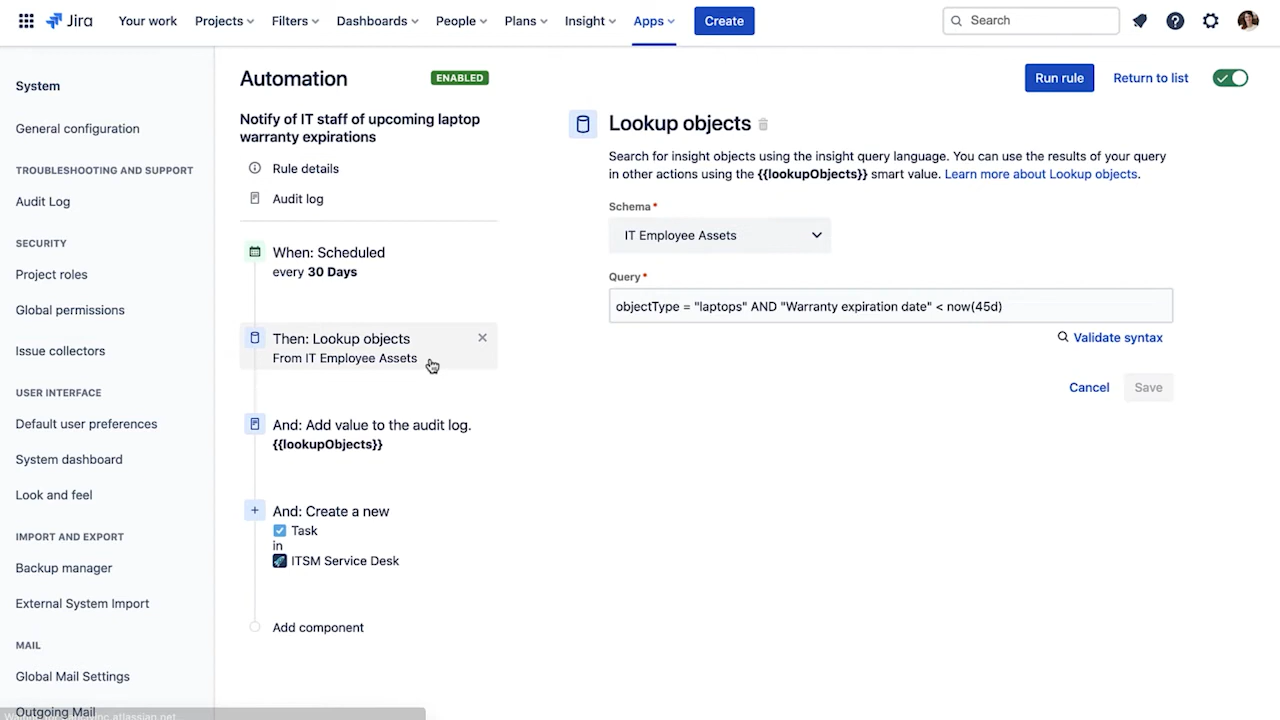 Jira
Your work
Projects
Filters
Dashboards
People
Plans
Insight
Apps
Create
Search
System
General configuration
TROUBLESHOOTING AND SUPPORT
Audit Log
SECURITY
Project roles
Global permissions
Issue collectors
USER INTERFACE
Default user preferences
System dashboard
Look and feel
IMPORT AND EXPORT
Backup manager
External System Import
MAIL
Global Mail Settings
Outgoing Mail
Automation
ENABLED
Notify of IT staff of upcoming laptop
warranty expirations
Rule details
Audit log
When: Scheduled
every 30 Days
Then: Lookup objects
From IT Employee Assets
And: Add value to the audit log.
{{lookupObjects}}
And: Create a new
Task
in
ITSM Service Desk
Add component
Run rule
Return to list
Lookup objects
Search for insight objects using the insight query language. You can use the results of your query
in other actions using the {{lookupObjects}} smart value. Learn more about Lookup objects.
Schema*
IT Employee Assets
Query*
objectType = "laptops" AND "Warranty expiration date" < now(45d)
Validate syntax
Cancel
Save